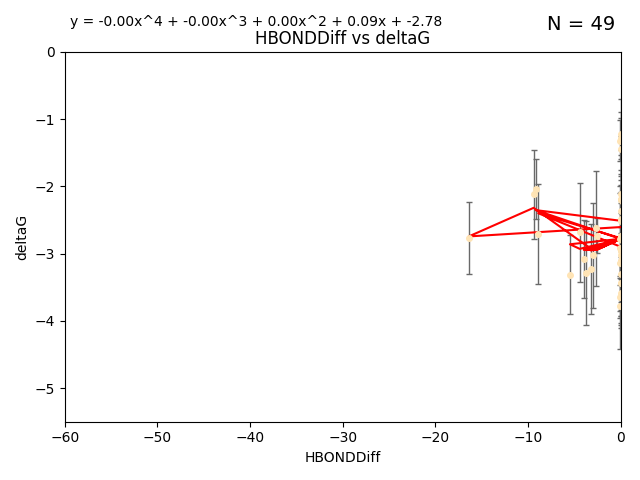 y = -0.00x^4 + -0.00x^3 + 0.00x^2 + 0.09x + -2.78
N = 49
HBONDDiff vs deltaG
0
−1
−2
−3
−4
−5
deltaG
−60
−50
−40
−30
−20
−10
0
HBONDDiff